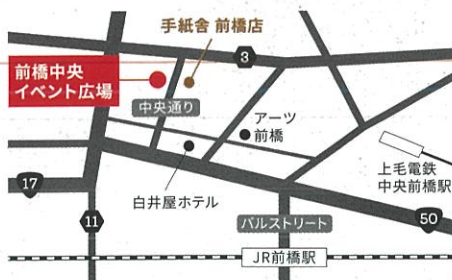 手紙舎 前橋店
3
前橋中央
イベント広場
中央通り
アーツ
前橋
上毛電鉄
中央前橋駅
白井屋ホテル
17
11
バルストリート
50
JR前橋駅